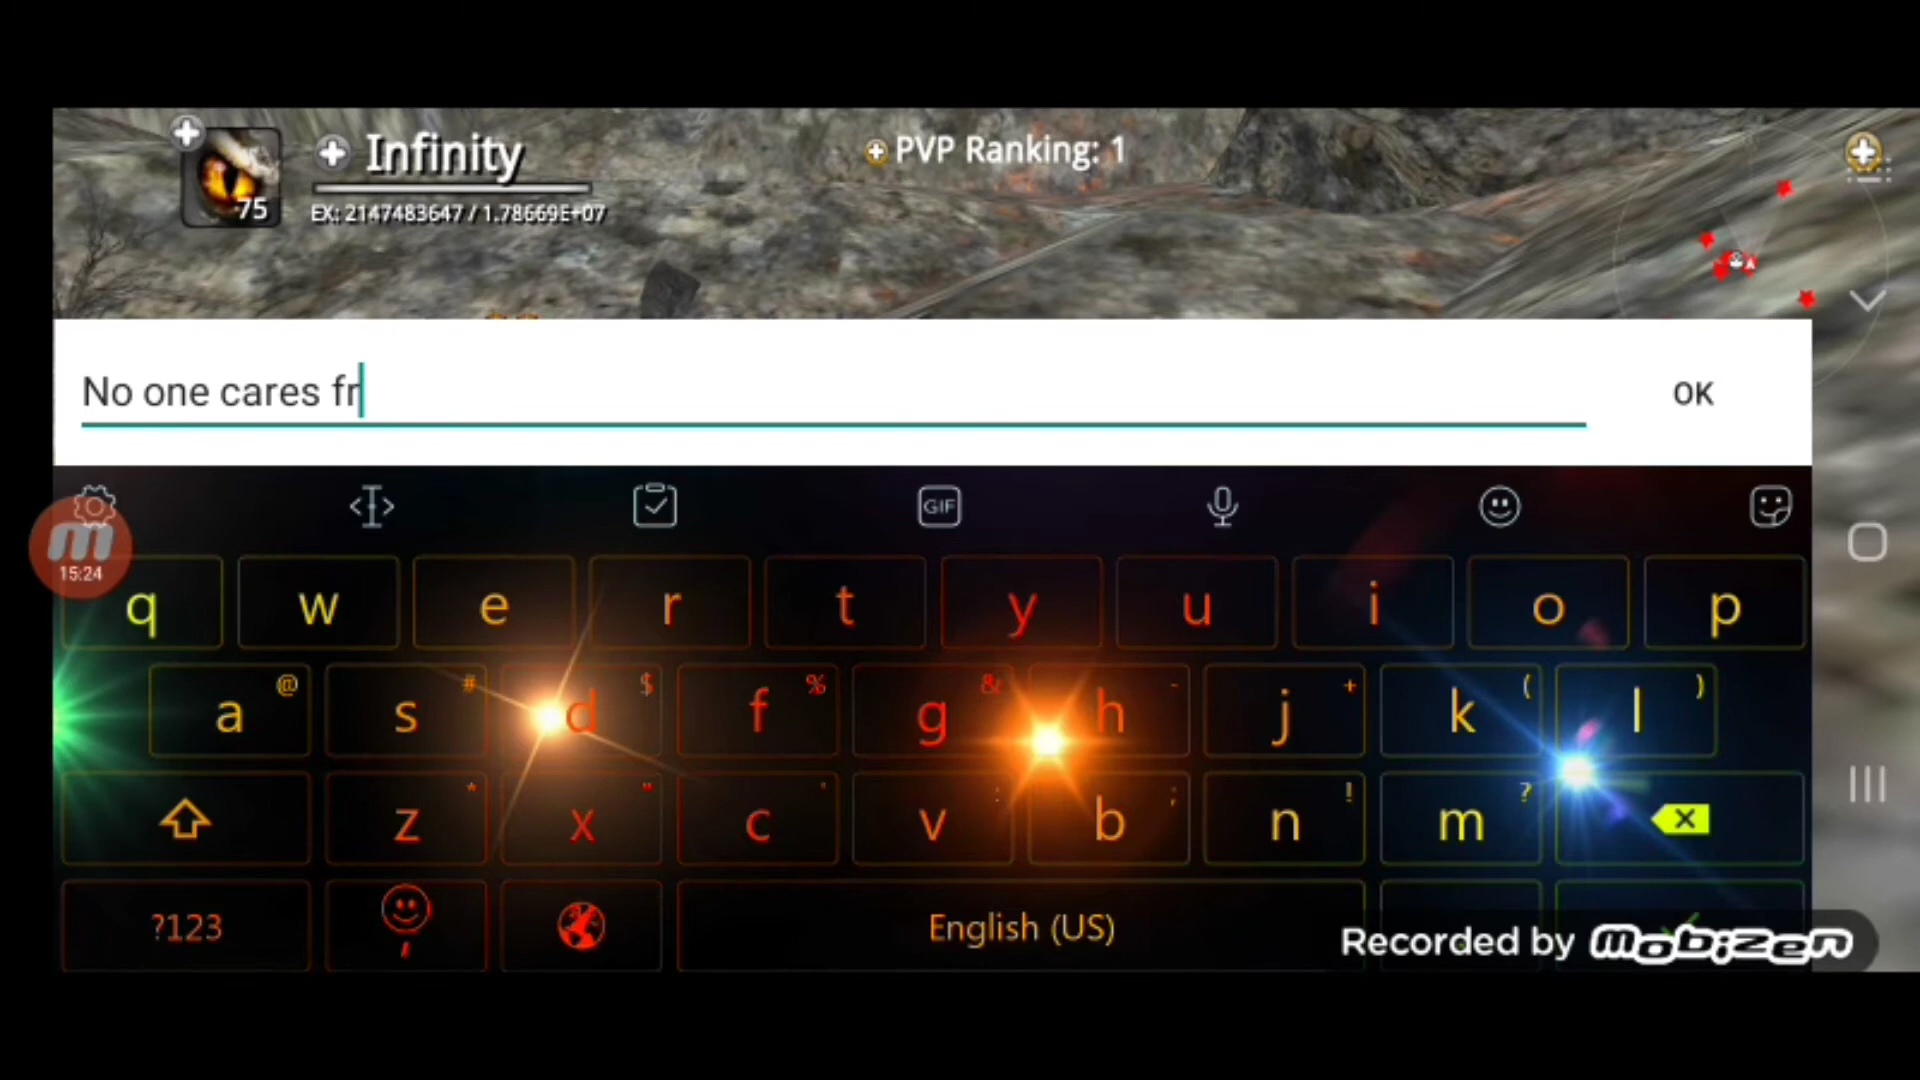 Infinity
PVP Ranking: 1
75
EX: 2147483647 / 1.78669E+07
No one cares fr
OK
GIF
15:24
q w e r t y u i o p
@ # $ % & - + ( )
a s d f g h j k l
* " ' : ; ! ?
z x c v b n m
?123 , English (US)
Recorded by Mobizen